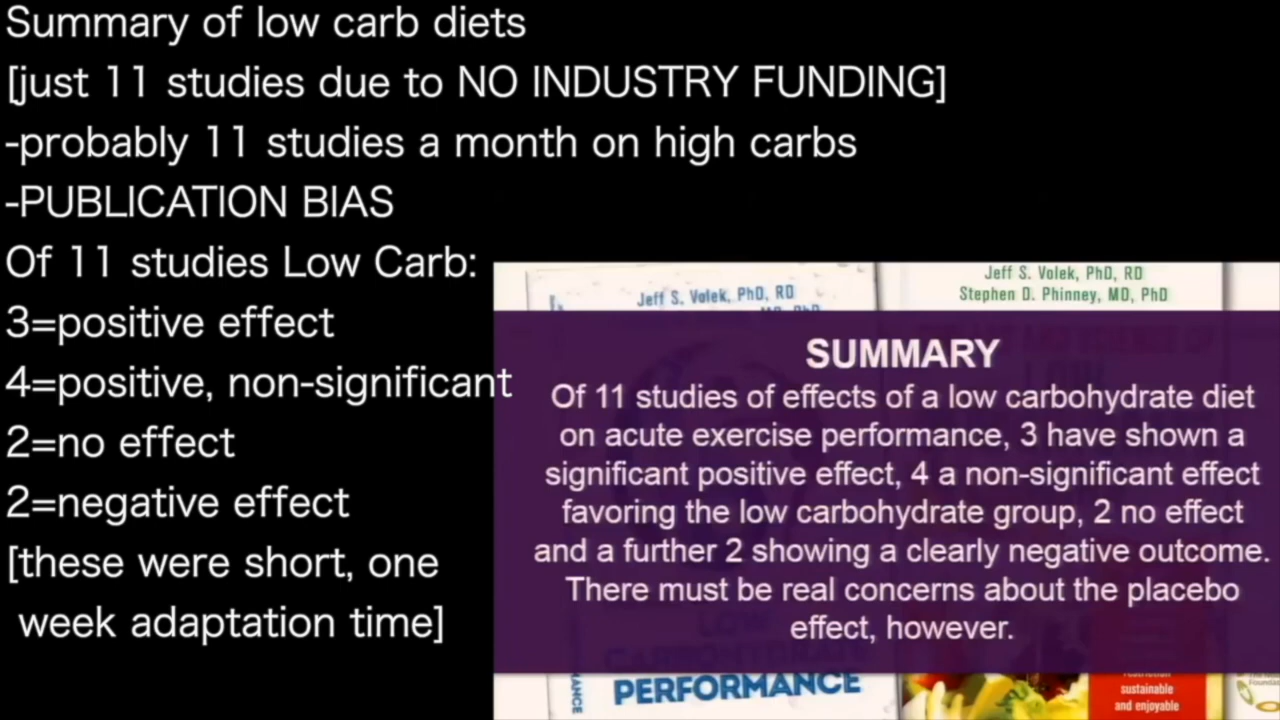 Summary of low carb diets
[just 11 studies due to NO INDUSTRY FUNDING]
-probably 11 studies a month on high carbs
-PUBLICATION BIAS
Of 11 studies Low Carb:
3=positive effect
4=positive, non-significant
2=no effect
2=negative effect
[these were short, one
week adaptation time]
Jeff S. Volek, PhD, RD
Jeff S. Volek, PhD, RD
Stephen D. Phinney, MD, PhD
SUMMARY
Of 11 studies of effects of a low carbohydrate diet
on acute exercise performance, 3 have shown a
significant positive effect, 4 a non-significant effect
favoring the low carbohydrate group, 2 no effect
and a further 2 showing a clearly negative outcome.
There must be real concerns about the placebo
effect, however.
LOW
CARBOHYDRATE
PERFORMANCE
sustainable
and enjoyable